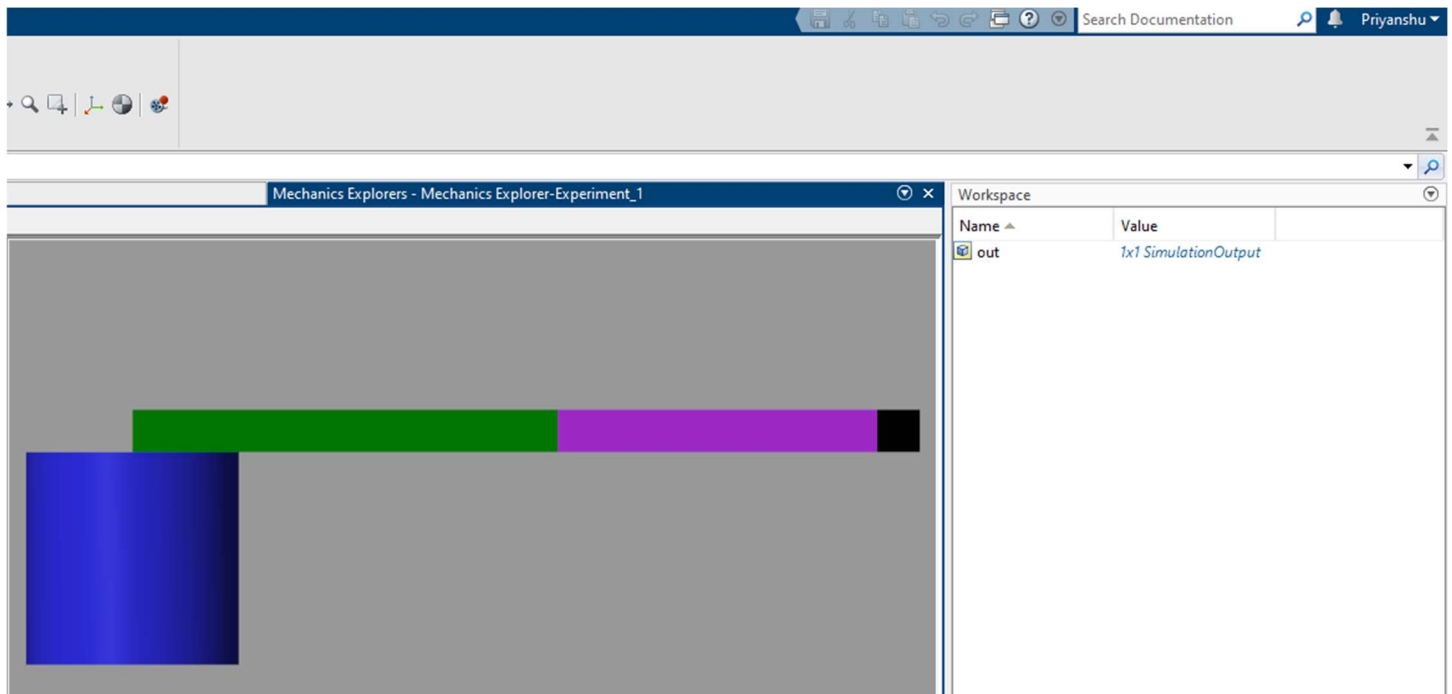 Search Documentation
Priyanshu
Mechanics Explorers - Mechanics Explorer-Experiment_1
Workspace
Name Value
out 1x1 SimulationOutput